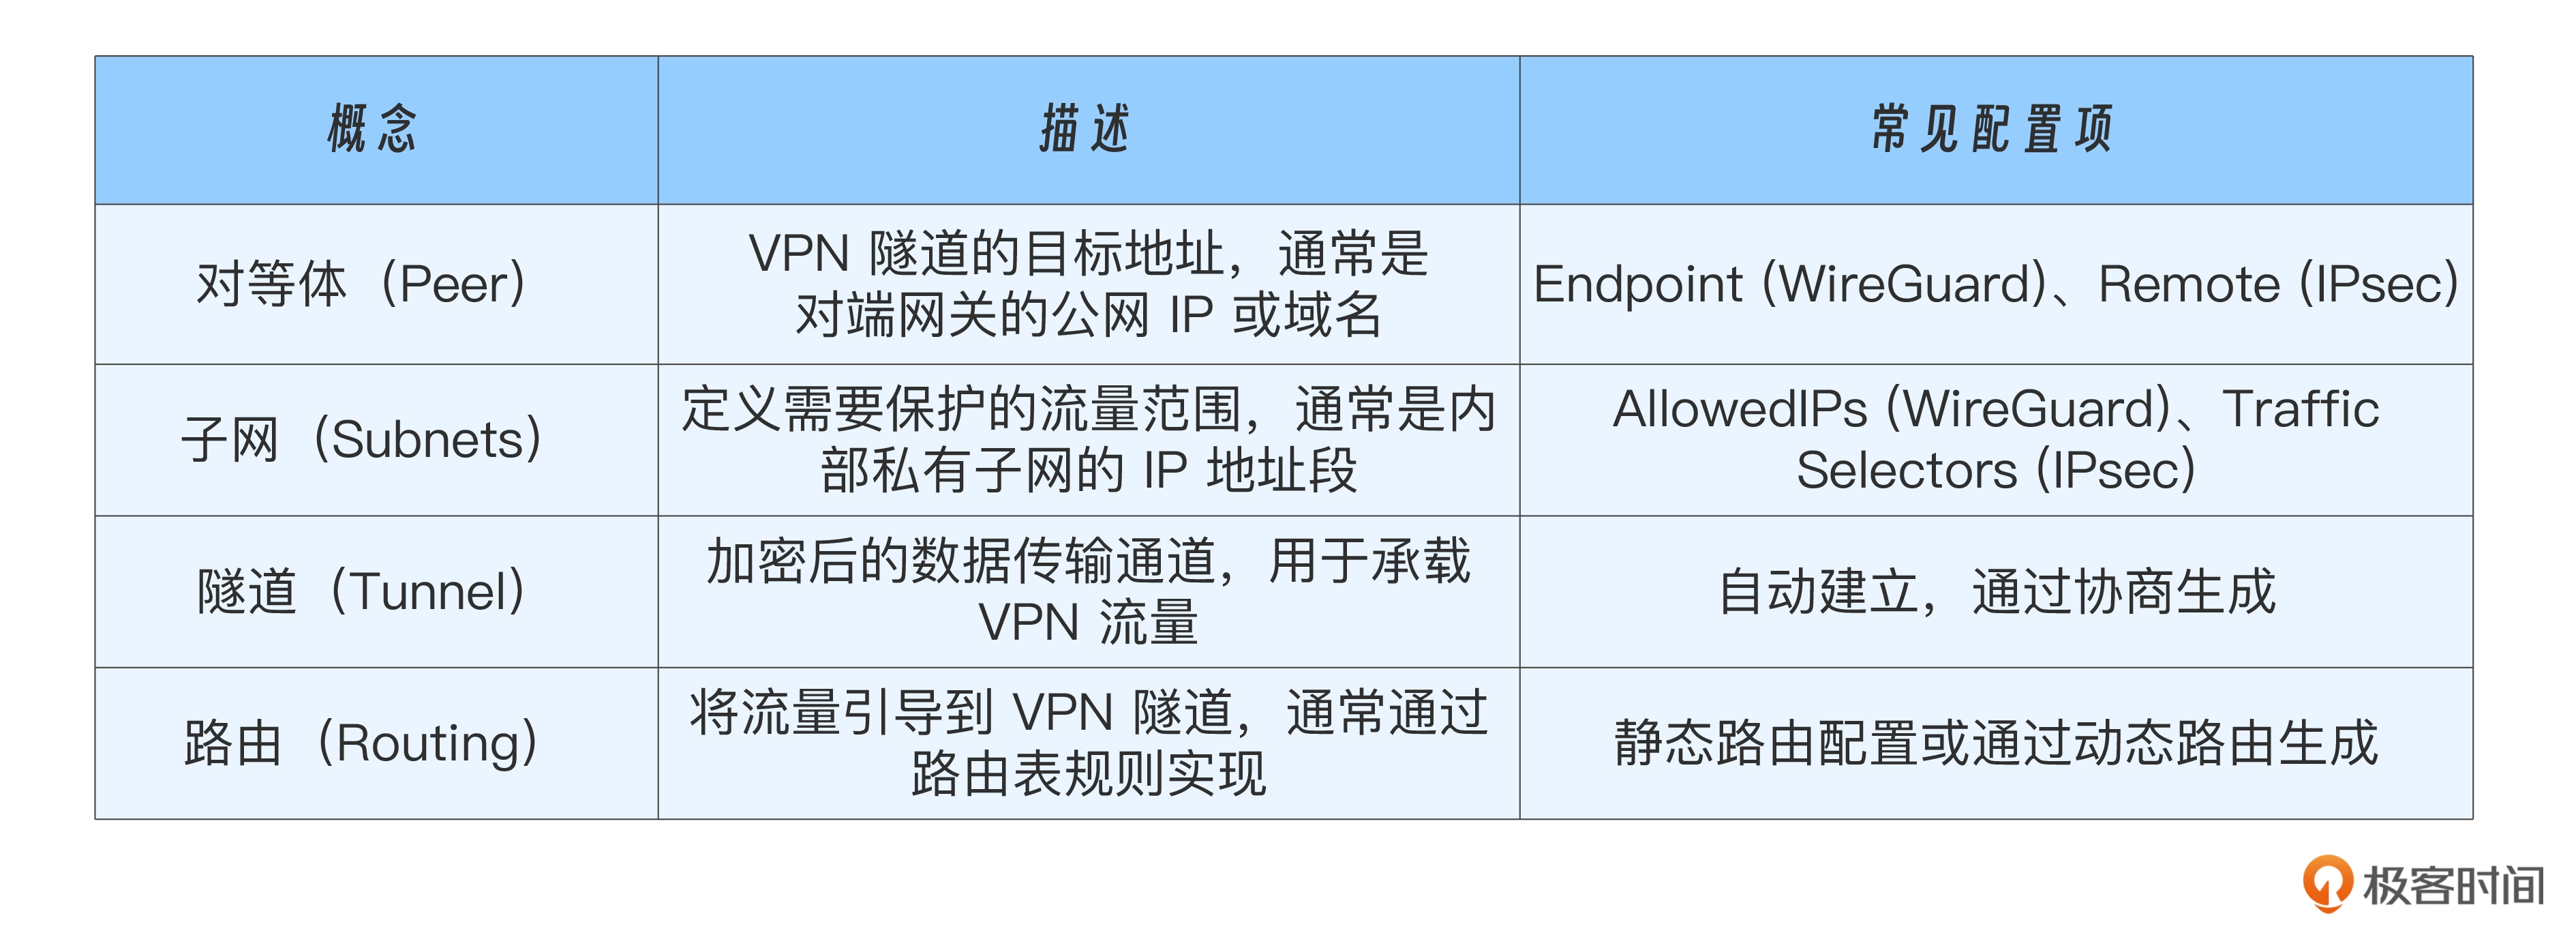 概念
描述
常见配置项
对等体（Peer）
VPN 隧道的目标地址，通常是
对端网关的公网 IP 或域名
Endpoint (WireGuard)、Remote (IPsec)
子网（Subnets）
定义需要保护的流量范围，通常是内
部私有子网的 IP 地址段
AllowedIPs (WireGuard)、Traffic
Selectors (IPsec)
隧道（Tunnel）
加密后的数据传输通道，用于承载
VPN 流量
自动建立，通过协商生成
路由（Routing）
将流量引导到 VPN 隧道，通常通过
路由表规则实现
静态路由配置或通过动态路由生成
极客时间